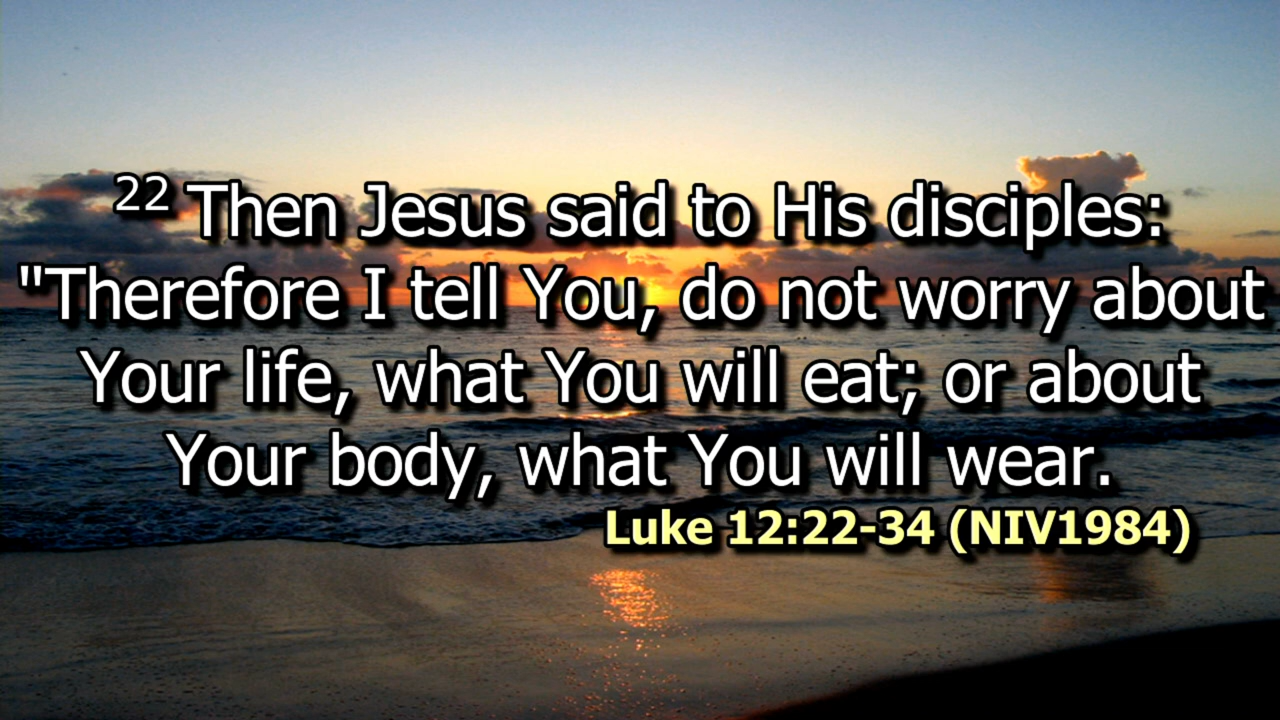 22 Then Jesus said to His disciples:
"Therefore I tell You, do not worry about
Your life, what You will eat; or about
Your body, what You will wear.
Luke 12:22-34 (NIV1984)